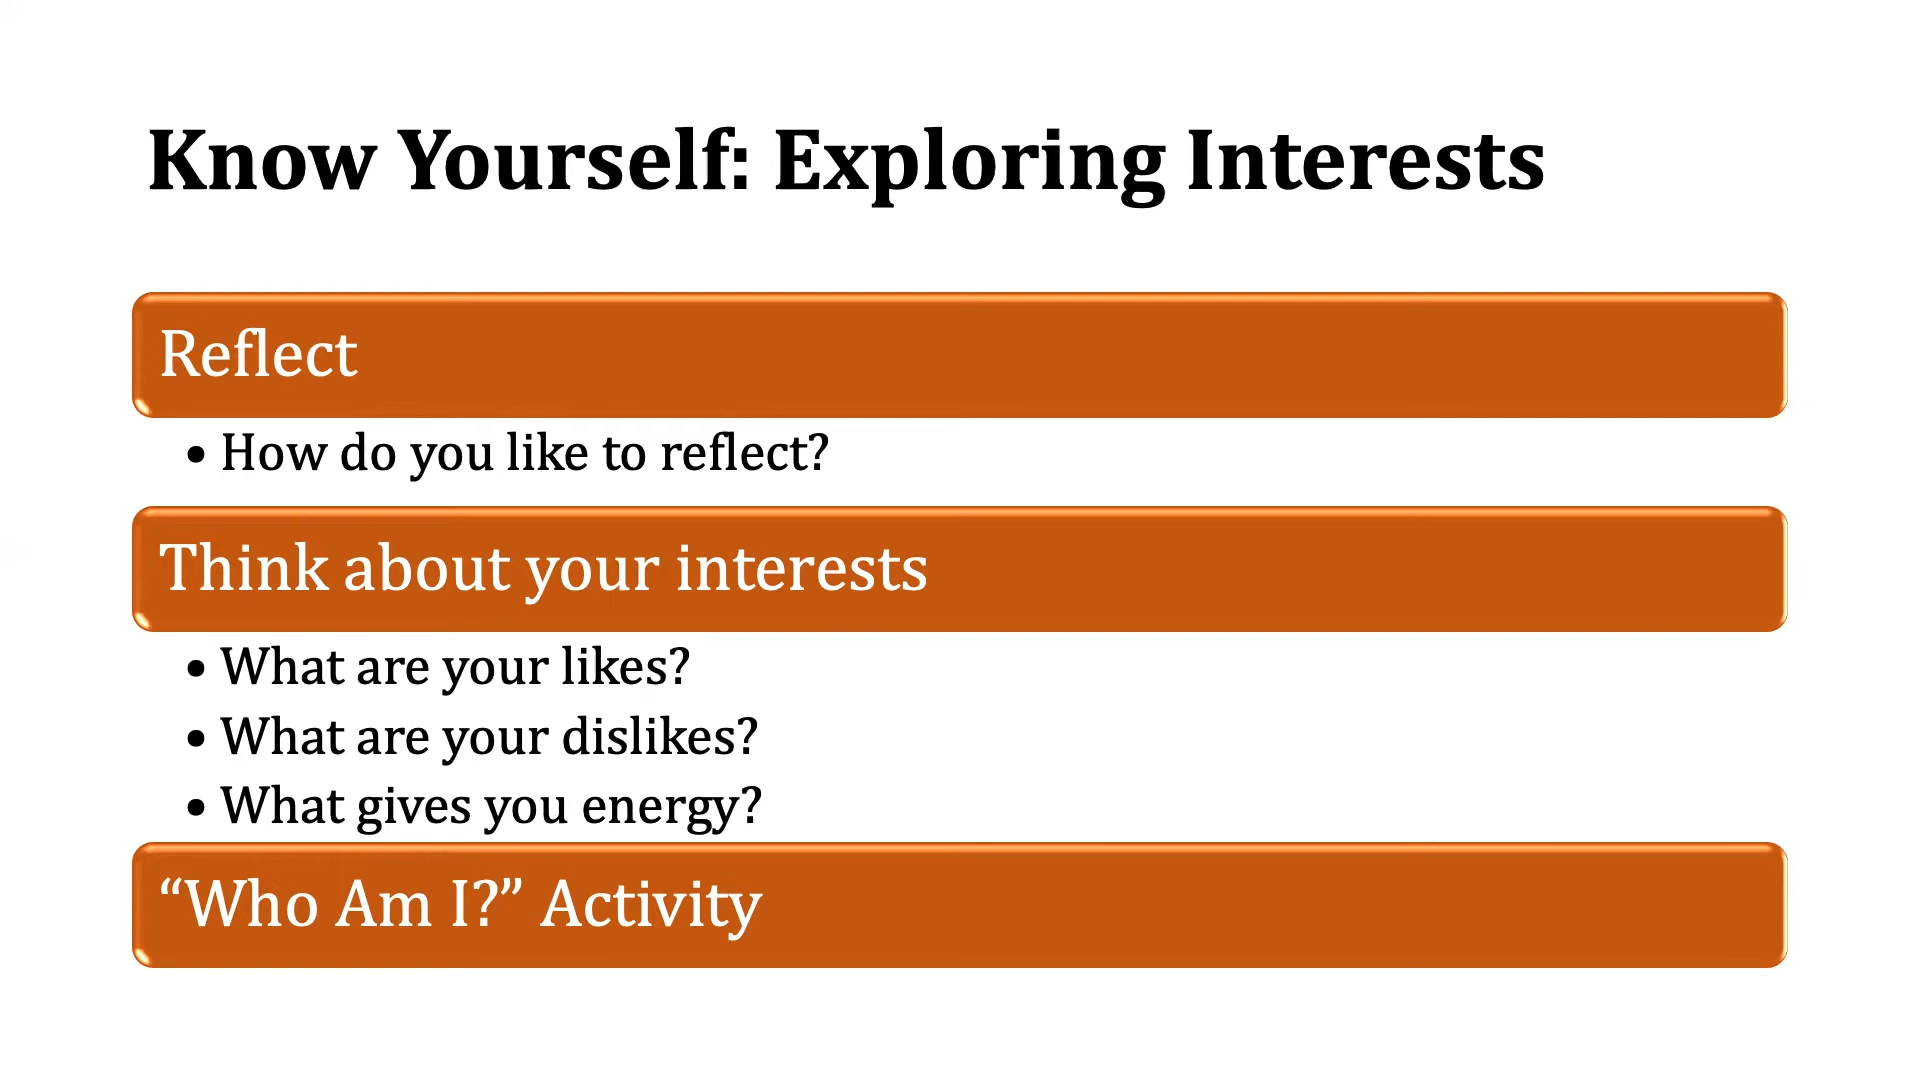 Know Yourself: Exploring Interests
Reflect
• How do you like to reflect?
Think about your interests
• What are your likes?
• What are your dislikes?
• What gives you energy?
“Who Am I?” Activity